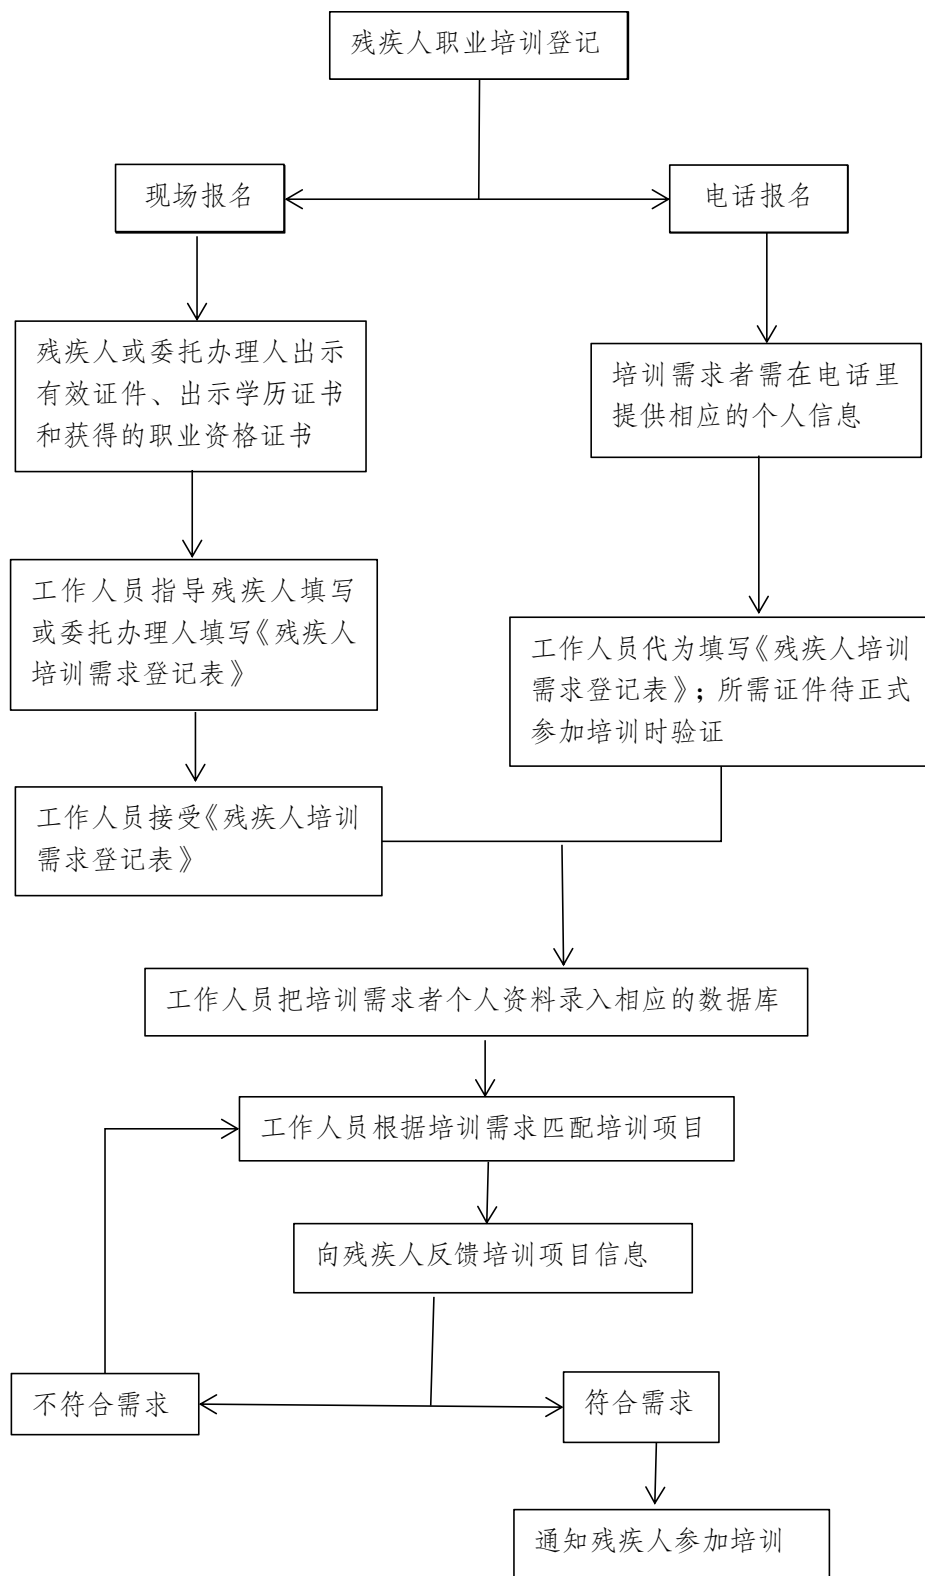 残疾人职业培训登记
现场报名
电话报名
残疾人或委托办理人出示
有效证件、出示学历证书
和获得的职业资格证书
培训需求者需在电话里
提供相应的个人信息
工作人员指导残疾人填写
或委托办理人填写《残疾人
培训需求登记表》
工作人员代为填写《残疾人培训
需求登记表》；所需证件待正式
参加培训时验证
工作人员接受《残疾人培训
需求登记表》
工作人员把培训需求者个人资料录入相应的数据库
工作人员根据培训需求匹配培训项目
向残疾人反馈培训项目信息
不符合需求
符合需求
通知残疾人参加培训